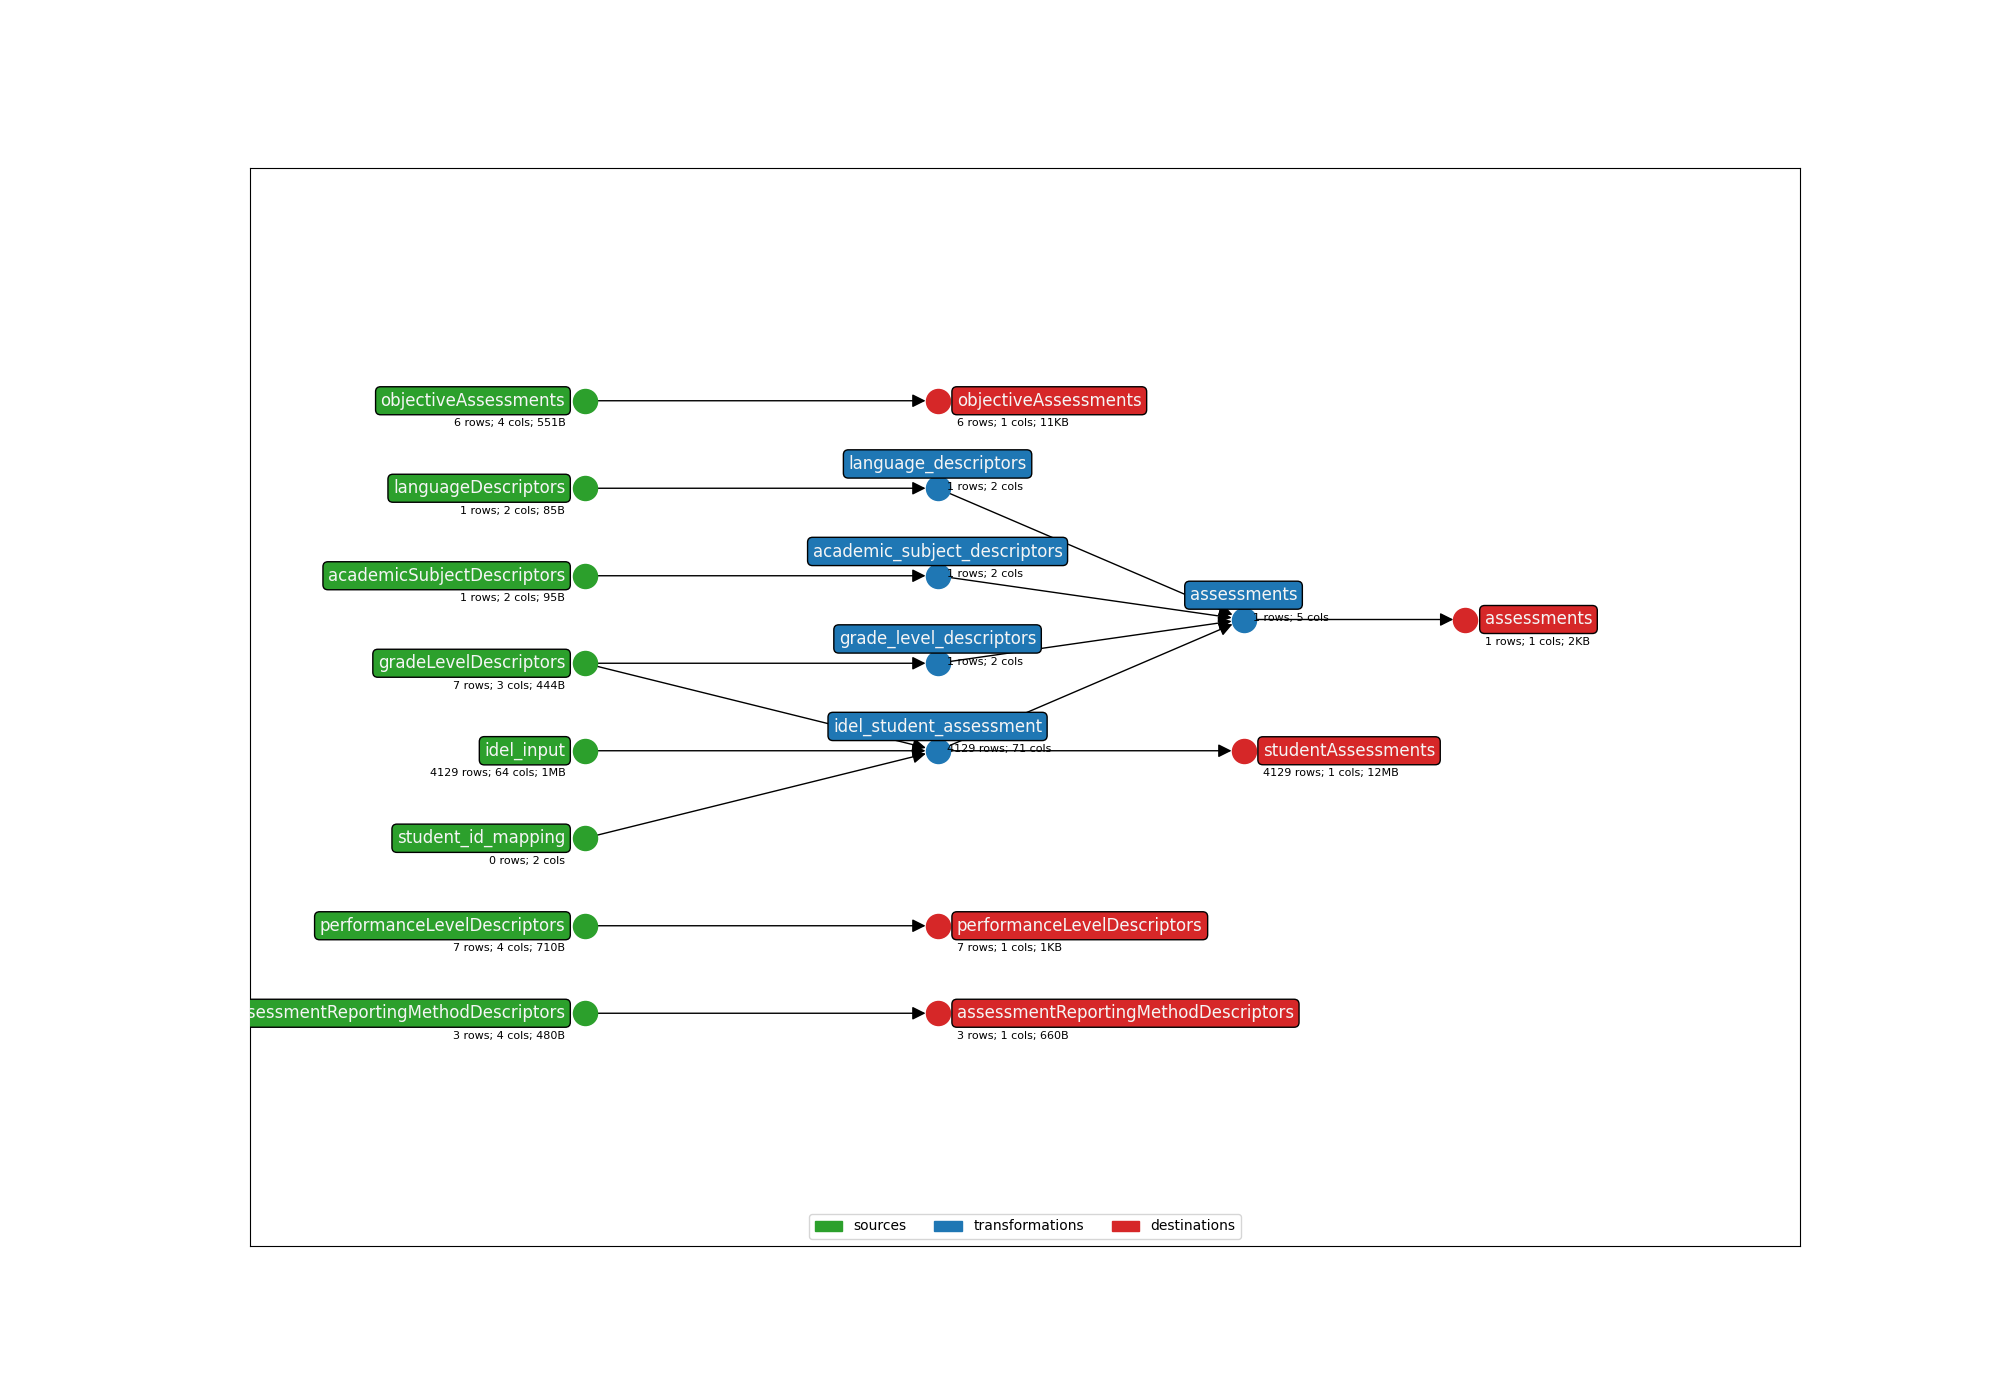 objectiveAssessments
6 rows; 4 cols; 551B
objectiveAssessments
6 rows; 1 cols; 11KB
languageDescriptors
1 rows; 2 cols; 85B
language_descriptors
1 rows; 2 cols
academicSubjectDescriptors
1 rows; 2 cols; 95B
academic_subject_descriptors
1 rows; 2 cols
assessments
1 rows; 5 cols
assessments
1 rows; 1 cols; 2KB
gradeLevelDescriptors
7 rows; 3 cols; 444B
grade_level_descriptors
1 rows; 2 cols
idel_input
4129 rows; 64 cols; 1MB
idel_student_assessment
4129 rows; 71 cols
studentAssessments
4129 rows; 1 cols; 12MB
student_id_mapping
0 rows; 2 cols
performanceLevelDescriptors
7 rows; 4 cols; 710B
performanceLevelDescriptors
7 rows; 1 cols; 1KB
sessmentReportingMethodDescriptors
3 rows; 4 cols; 480B
assessmentReportingMethodDescriptors
3 rows; 1 cols; 660B
sources transformations destinations